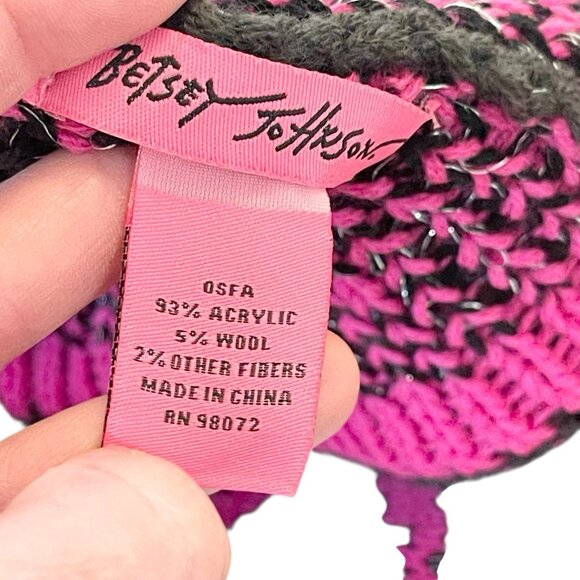 BETSEY JOHNSON.
OSFA
93% ACRYLIC
5% WOOL
2% OTHER FIBERS
MADE IN CHINA
RN 98072